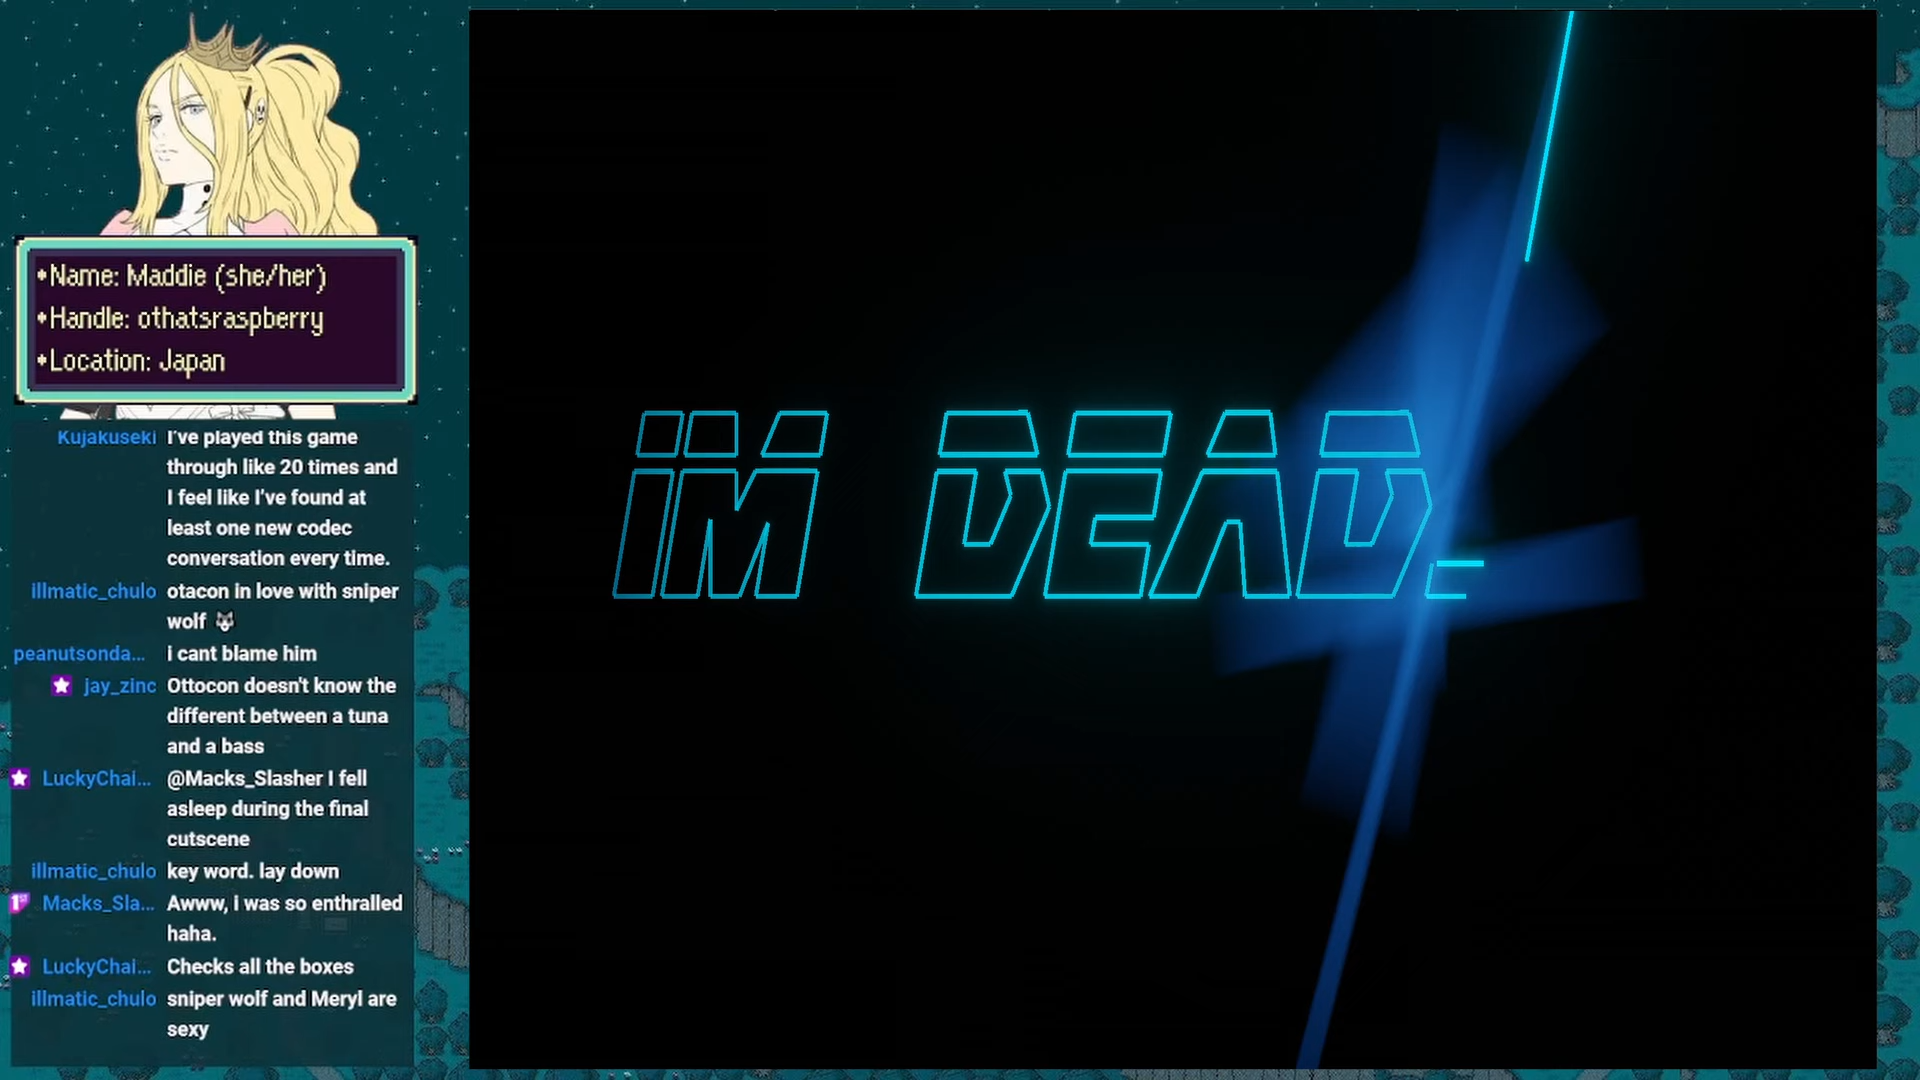 •Name: Maddie (she/her)
•Handle: othatsraspberry
•Location: Japan
Kujakuseki I've played this game
through like 20 times and
I feel like I've found at
least one new codec
conversation every time.
illmatic_chulo otacon in love with sniper
wolf
peanutsonda... i cant blame him
jay_zinc Ottocon doesn't know the
different between a tuna
and a bass
LuckyChai... @Macks_Slasher I fell
asleep during the final
cutscene
illmatic_chulo key word. lay down
Macks_Sla... Awww, i was so enthralled
haha.
LuckyChai... Checks all the boxes
illmatic_chulo sniper wolf and Meryl are
sexy
IM DEAD.